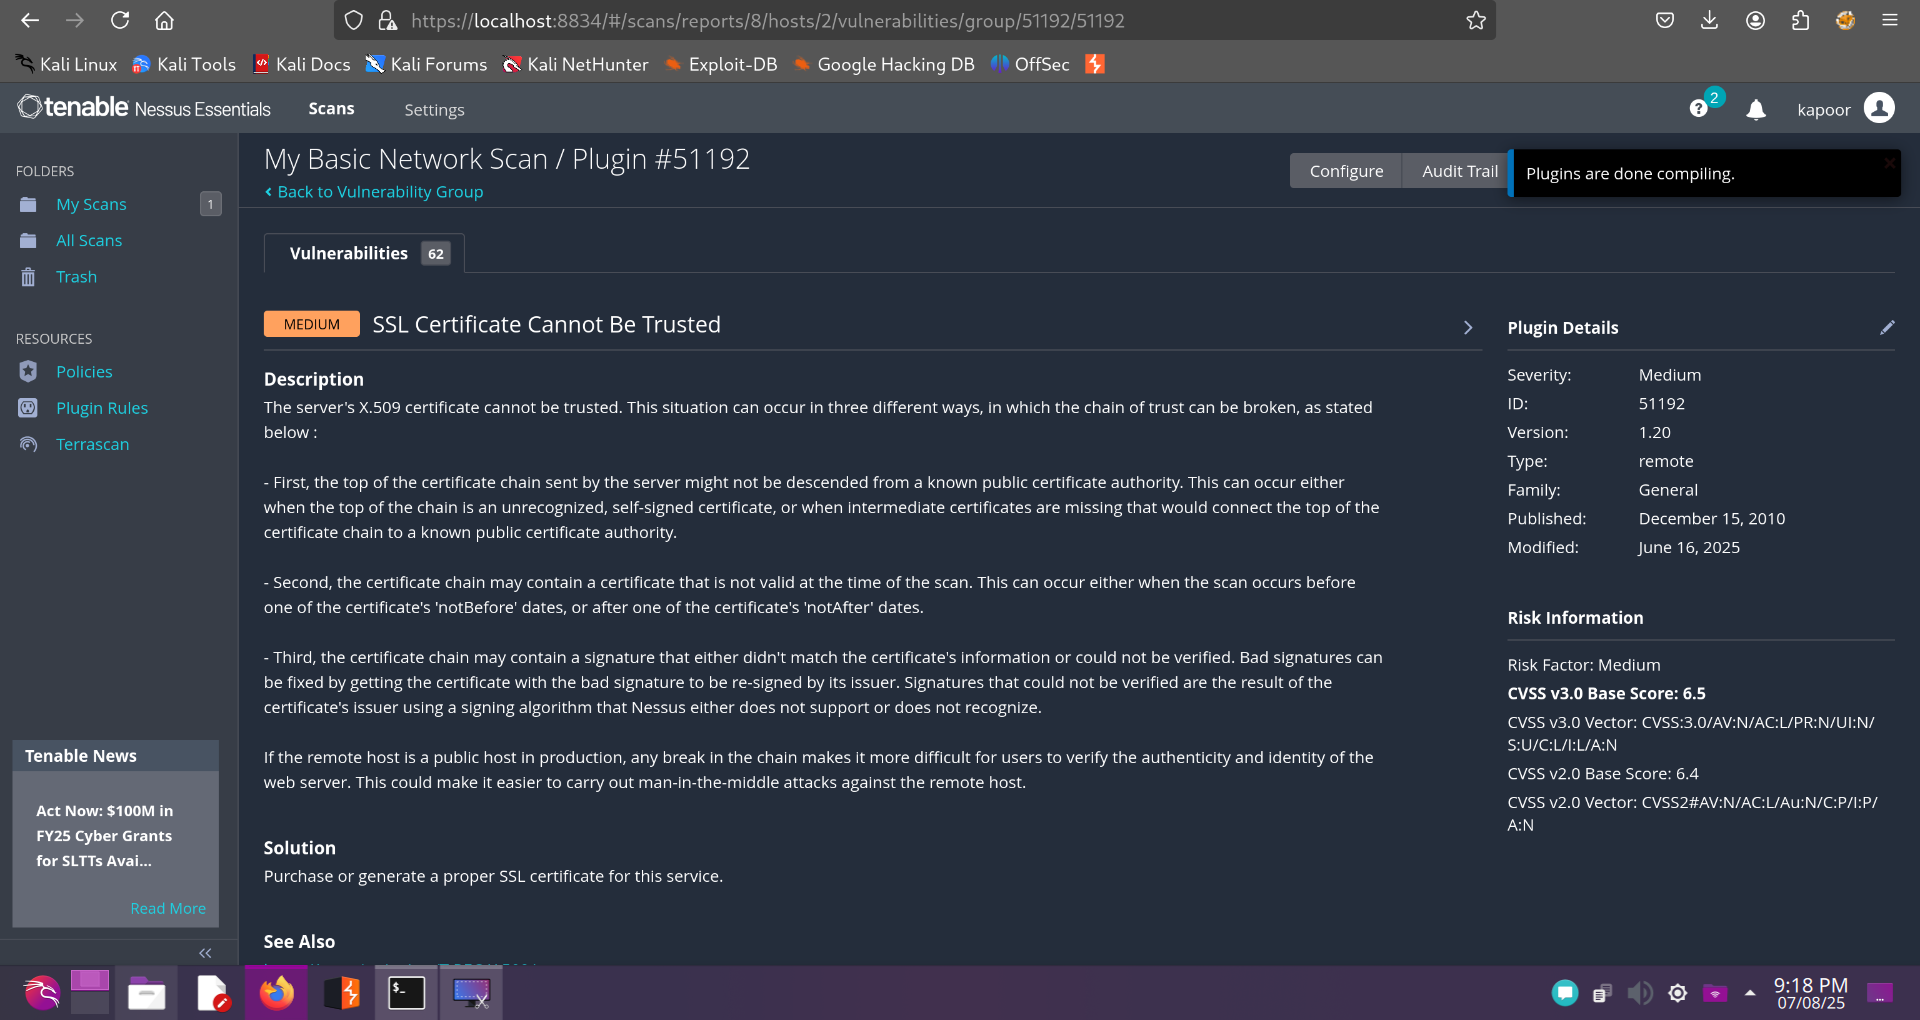 https://localhost:8834/#/scans/reports/8/hosts/2/vulnerabilities/group/51192/51192
Kali Linux Kali Tools Kali Docs Kali Forums Kali NetHunter Exploit-DB Google Hacking DB OffSec
tenable Nessus Essentials Scans Settings ? 2 kapoor
FOLDERS
My Scans 1
All Scans
Trash
RESOURCES
Policies
Plugin Rules
Terrascan
Tenable News
Act Now: $100M in
FY25 Cyber Grants
for SLTTs Avai...
Read More
My Basic Network Scan / Plugin #51192
Back to Vulnerability Group
Configure Audit Trail
Plugins are done compiling.
Vulnerabilities 62
MEDIUM SSL Certificate Cannot Be Trusted
Description
The server's X.509 certificate cannot be trusted. This situation can occur in three different ways, in which the chain of trust can be broken, as stated
below :
- First, the top of the certificate chain sent by the server might not be descended from a known public certificate authority. This can occur either
when the top of the chain is an unrecognized, self-signed certificate, or when intermediate certificates are missing that would connect the top of the
certificate chain to a known public certificate authority.
- Second, the certificate chain may contain a certificate that is not valid at the time of the scan. This can occur either when the scan occurs before
one of the certificate's 'notBefore' dates, or after one of the certificate's 'notAfter' dates.
- Third, the certificate chain may contain a signature that either didn't match the certificate's information or could not be verified. Bad signatures can
be fixed by getting the certificate with the bad signature to be re-signed by its issuer. Signatures that could not be verified are the result of the
certificate's issuer using a signing algorithm that Nessus either does not support or does not recognize.
If the remote host is a public host in production, any break in the chain makes it more difficult for users to verify the authenticity and identity of the
web server. This could make it easier to carry out man-in-the-middle attacks against the remote host.
Solution
Purchase or generate a proper SSL certificate for this service.
See Also
Plugin Details
Severity: Medium
ID: 51192
Version: 1.20
Type: remote
Family: General
Published: December 15, 2010
Modified: June 16, 2025
Risk Information
Risk Factor: Medium
CVSS v3.0 Base Score: 6.5
CVSS v3.0 Vector: CVSS:3.0/AV:N/AC:L/PR:N/UI:N/
S:U/C:L/I:L/A:N
CVSS v2.0 Base Score: 6.4
CVSS v2.0 Vector: CVSS2#AV:N/AC:L/Au:N/C:P/I:P/
A:N
9:18 PM
07/08/25